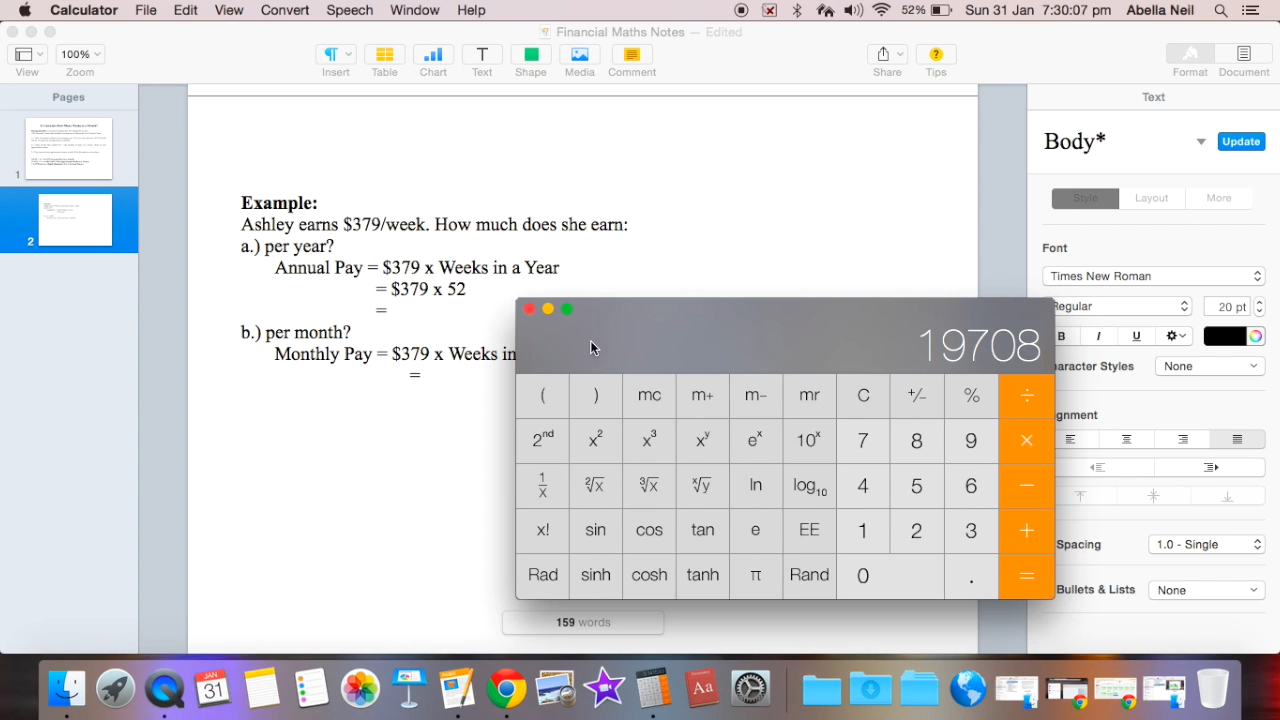 Calculator File Edit View Convert Speech Window Help 52% Sun 31 Jan 7:30:07 pm Abella Neil
Financial Maths Notes — Edited
100%
View Zoom Insert Table Chart Text Shape Media Comment Share Tips Format Document
Pages
Text
1
2
Body*
Update
Style Layout More
Font
Times New Roman
Regular 20 pt
B I U
Character Styles None
Alignment
Spacing 1.0 - Single
Bullets & Lists None
Example:
Ashley earns $379/week. How much does she earn:
a.) per year?
Annual Pay = $379 x Weeks in a Year
= $379 x 52
=
b.) per month?
Monthly Pay = $379 x Weeks in
=
19708
( ) mc m+ m- mr C +/- % ÷
2nd x² x³ xʸ eˣ 10ˣ 7 8 9 ×
1/x ²√x ³√x ˣ√y ln log₁₀ 4 5 6 −
x! sin cos tan e EE 1 2 3 +
Rad sinh cosh tanh π Rand 0 . =
159 words
JAN
31
Aa